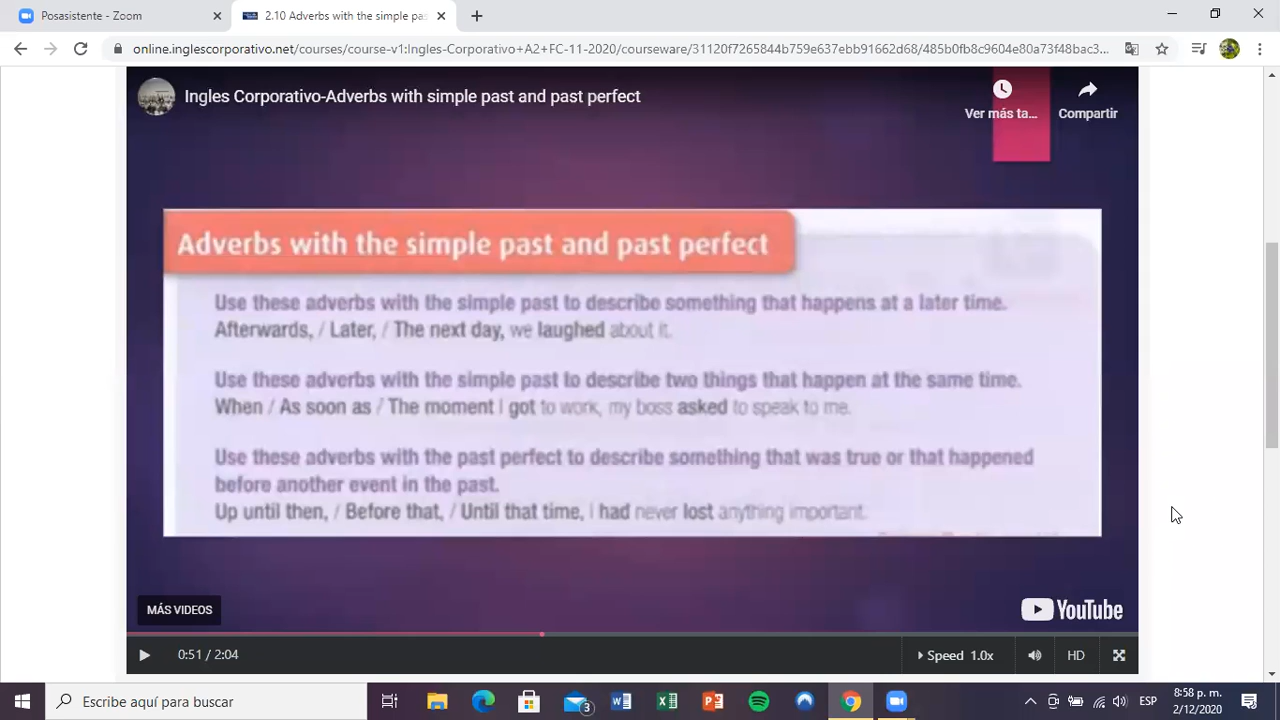 Posasistente - Zoom
2.10 Adverbs with the simple pas
online.inglescorporativo.net/courses/course-v1:Ingles-Corporativo+A2+FC-11-2020/courseware/31120f7265844b759e637ebb91662d68/485b0fb8c9604e80a73f48bac3...
Ingles Corporativo-Adverbs with simple past and past perfect
Ver más ta...
Compartir
Adverbs with the simple past and past perfect
Use these adverbs with the simple past to describe something that happens at a later time.
Afterwards, / Later, / The next day, we laughed about it.
Use these adverbs with the simple past to describe two things that happen at the same time.
When / As soon as / The moment I got to work, my boss asked to speak to me.
Use these adverbs with the past perfect to describe something that was true or that happened
before another event in the past.
Up until then, / Before that, / Until that time, I had never lost anything important.
MÁS VIDEOS
YouTube
0:51 / 2:04
Speed 1.0x
HD
Escribe aquí para buscar
3
ESP
8:58 p. m.
2/12/2020